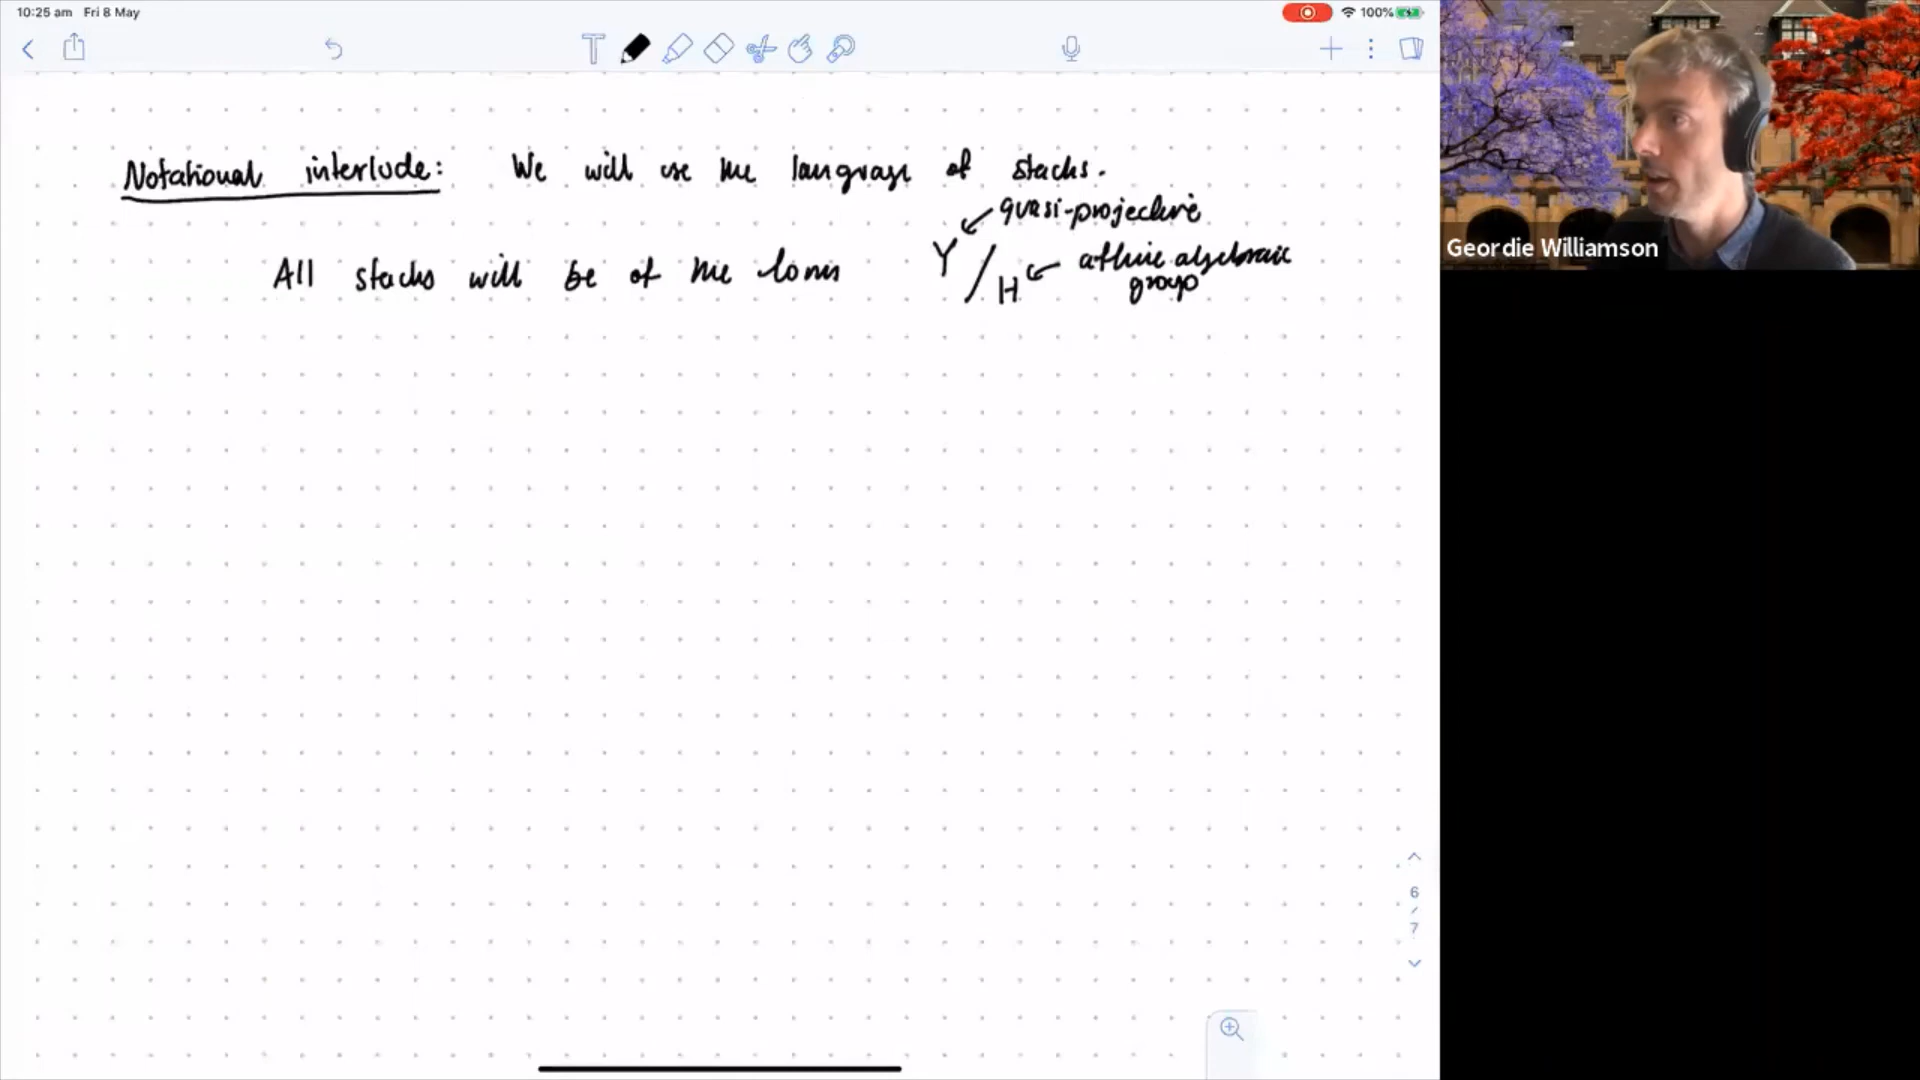 10:25 am Fri 8 May
100%
Notational interlude: We will use the language of stacks.
quasi-projective
All stacks will be of the form Y / H affine algebraic
group
Geordie Williamson
6
/
7